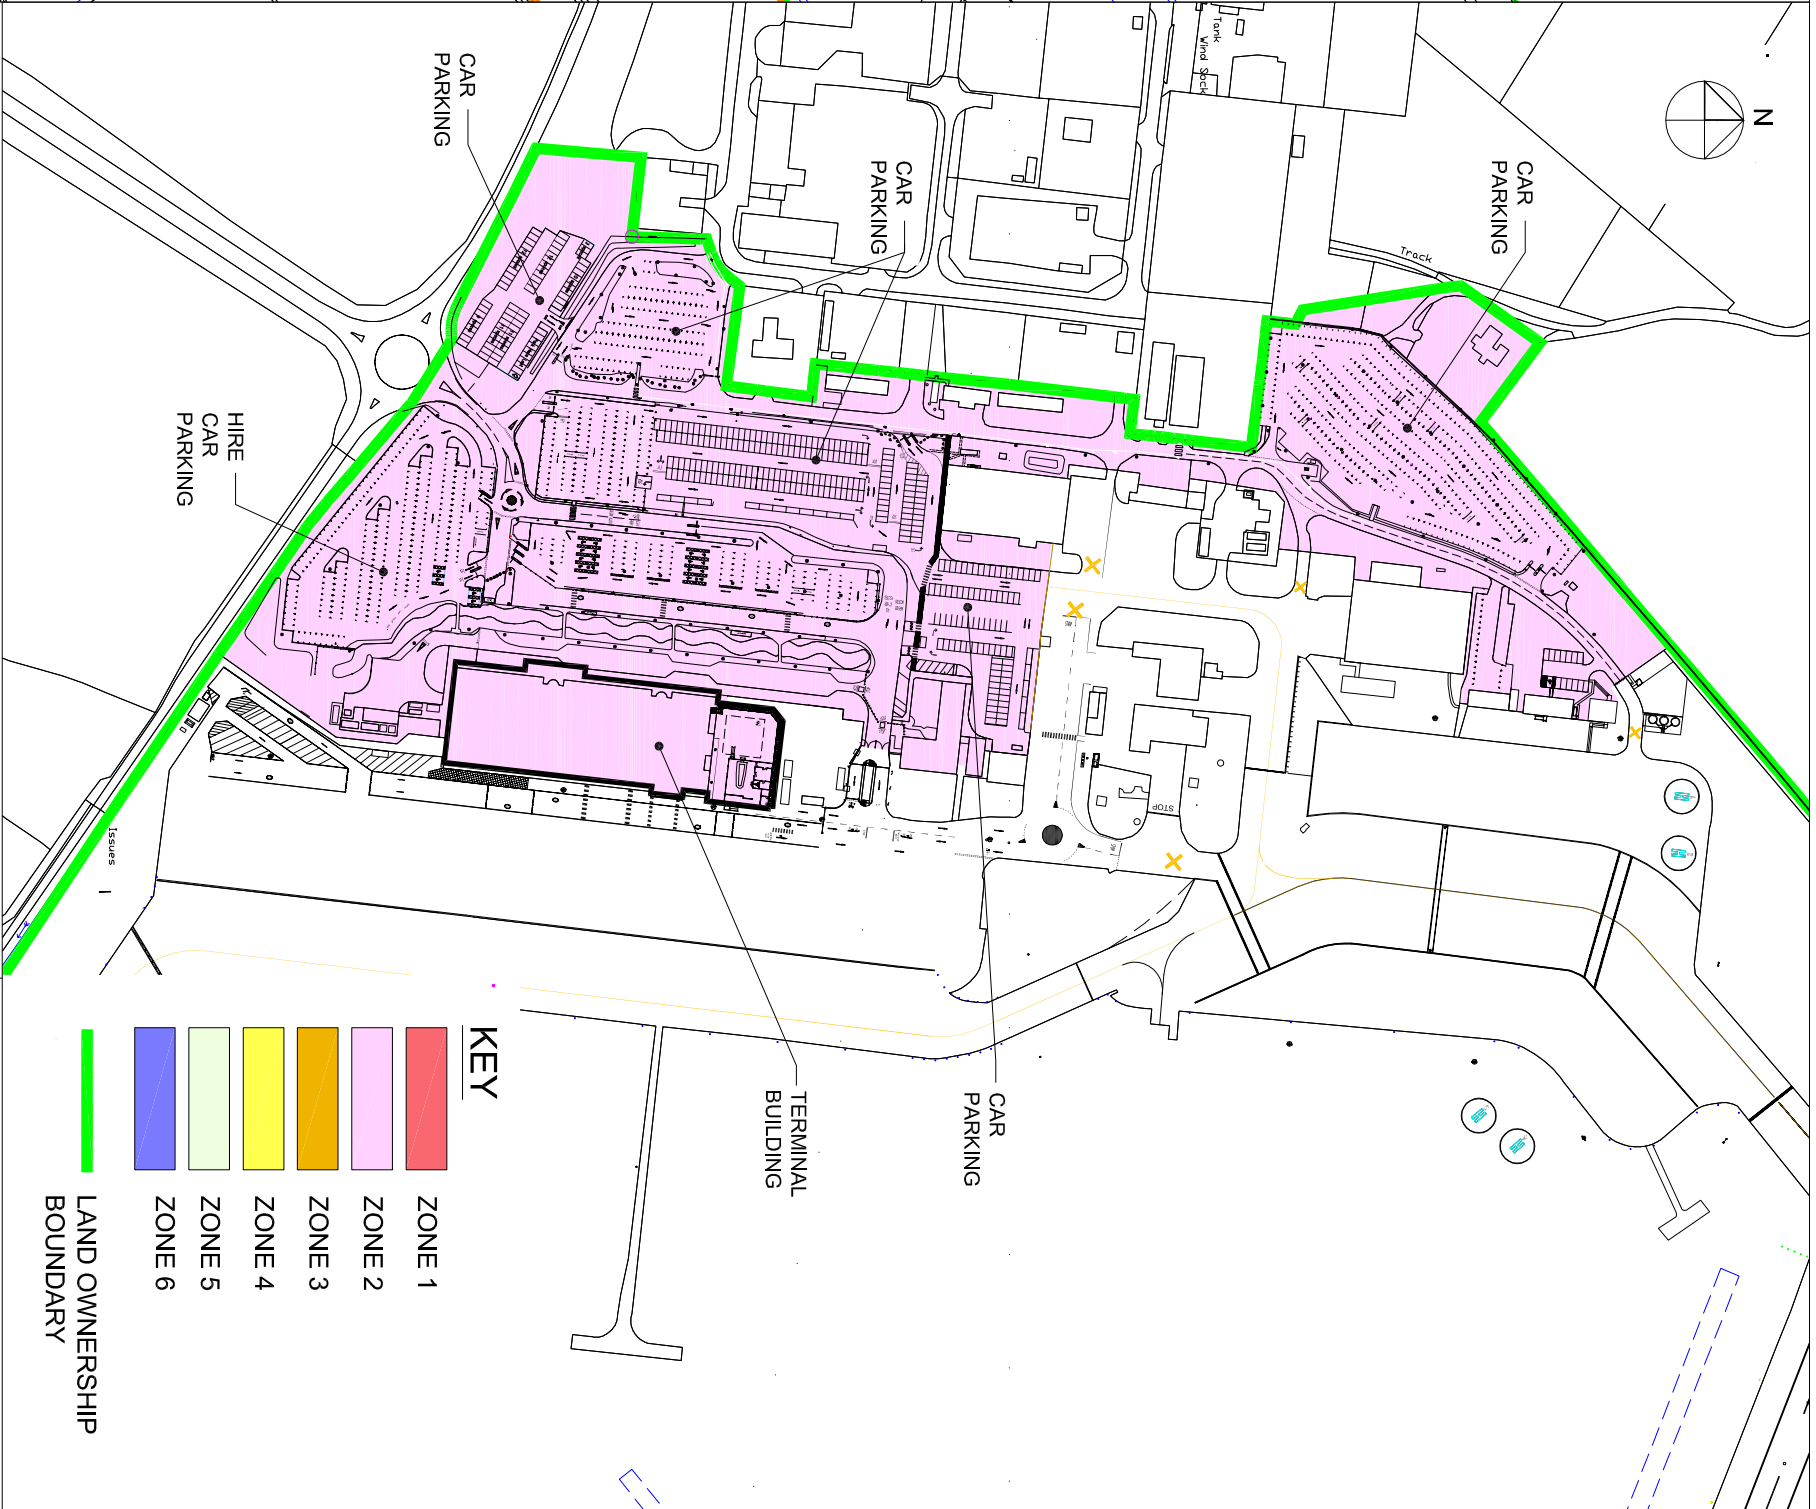 N
Tank
Wind Sock
Track
CAR
PARKING
CAR
PARKING
CAR
PARKING
HIRE
CAR
PARKING
STOP
Issues
CAR
PARKING
TERMINAL
BUILDING
KEY
ZONE 1
ZONE 2
ZONE 3
ZONE 4
ZONE 5
ZONE 6
LAND OWNERSHIP
BOUNDARY